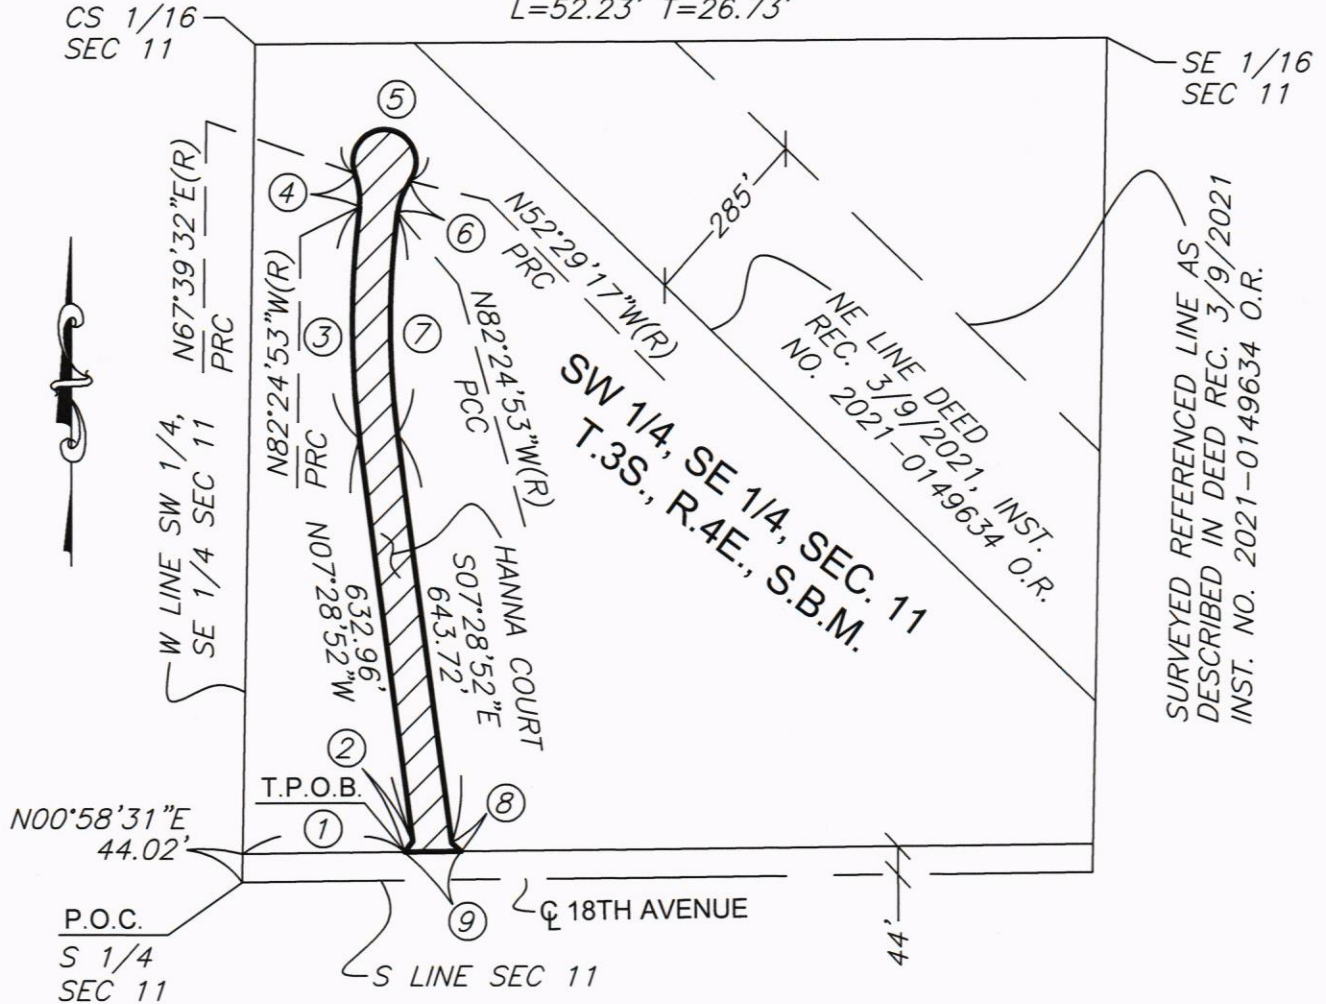 L=52.23' T=26.73'
CS 1/16
SEC 11
SE 1/16
SEC 11
5
N67°39'32"E(R)
PRC
4
6
N52°29'17"W(R)
PRC
285'
N82°24'53"W(R)
PRC
3
7
N82°24'53"W(R)
PCC
NE LINE DEED
REC. 3/9/2021, INST.
NO. 2021-0149634 O.R.
SURVEYED REFERENCED LINE AS
DESCRIBED IN DEED REC. 3/9/2021
INST. NO. 2021-0149634 O.R.
SW 1/4, SE 1/4, SEC. 11
T.3S., R.4E., S.B.M.
W LINE SW 1/4,
SE 1/4 SEC 11
N07°28'52"W
632.96'
HANNA COURT
S07°28'52"E
643.72'
2
T.P.O.B.
8
N00°58'31"E
44.02'
1
9
℄ 18TH AVENUE
44'
P.O.C.
S 1/4
SEC 11
S LINE SEC 11